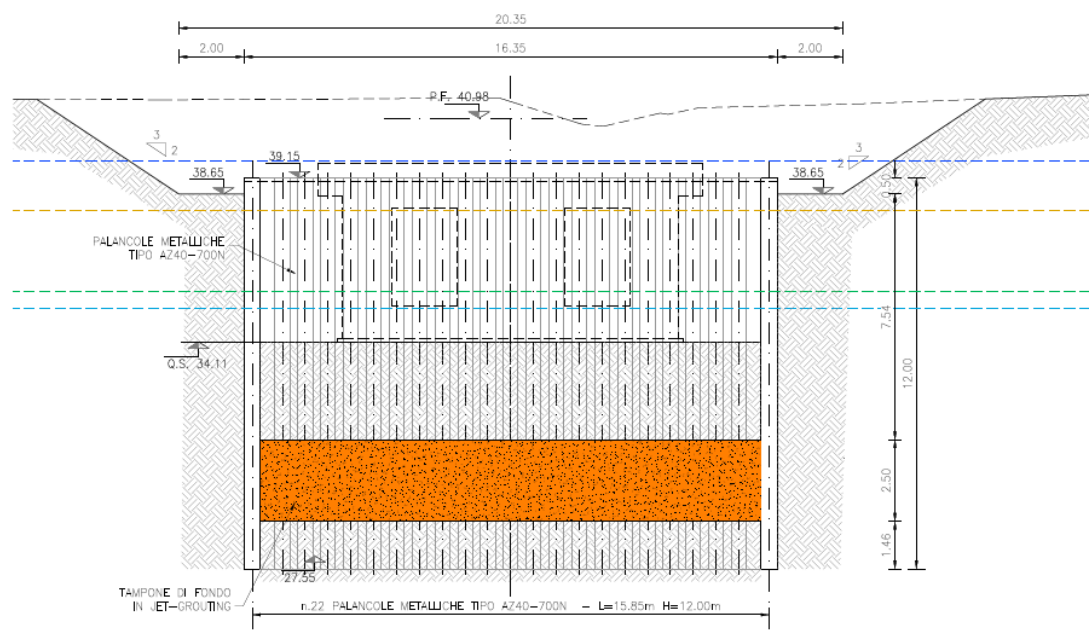 20.35
2.00
16.35
2.00
P.F. 40.98
3
2
39.15
3
2
38.65
38.65
0.50
PALANCOLE METALLICHE
TIPO AZ40-700N
7.54
12.00
Q.S. 34.11
2.50
1.46
27.55
TAMPONE DI FONDO
IN JET-GROUTING
n.22 PALANCOLE METALLICHE TIPO AZ40-700N - L=15.85m H=12.00m